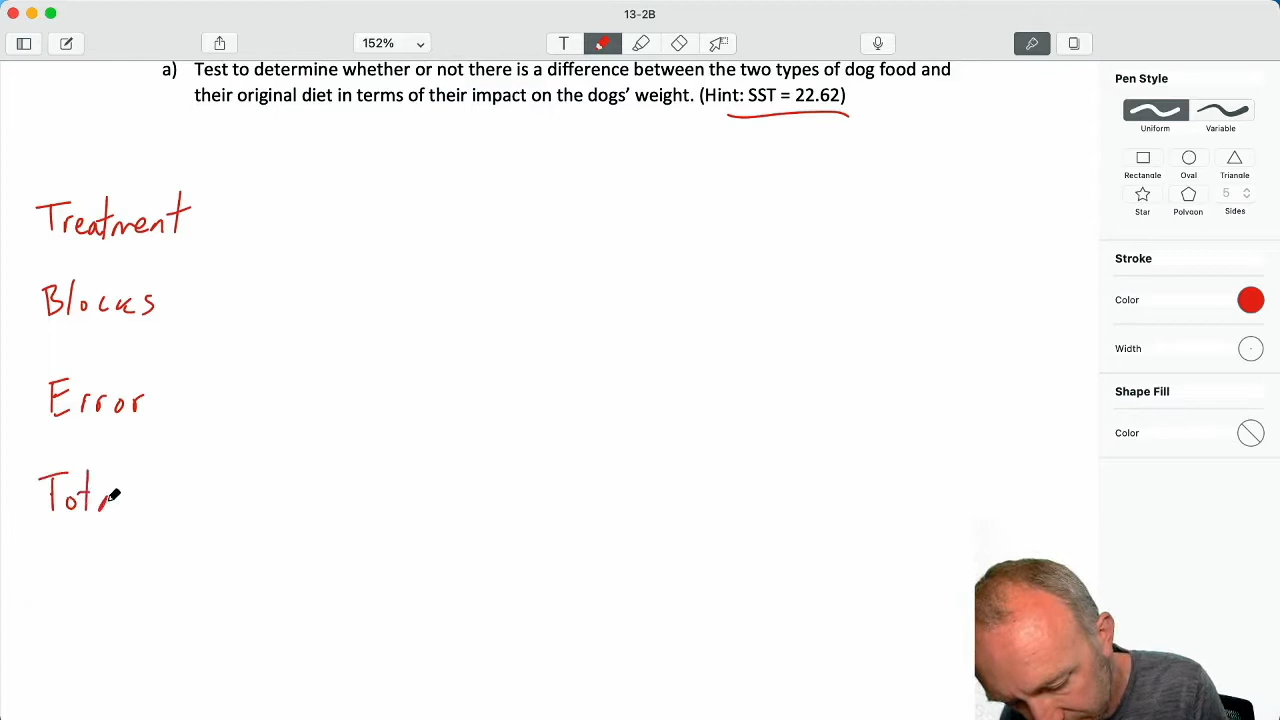 13-2B
152%
T
a) Test to determine whether or not there is a difference between the two types of dog food and
their original diet in terms of their impact on the dogs' weight. (Hint: SST = 22.62)
Treatment
Blocks
Error
Tota
Pen Style
Uniform Variable
Rectangle Oval Triangle
5
Star Polygon Sides
Stroke
Color
Width
Shape Fill
Color